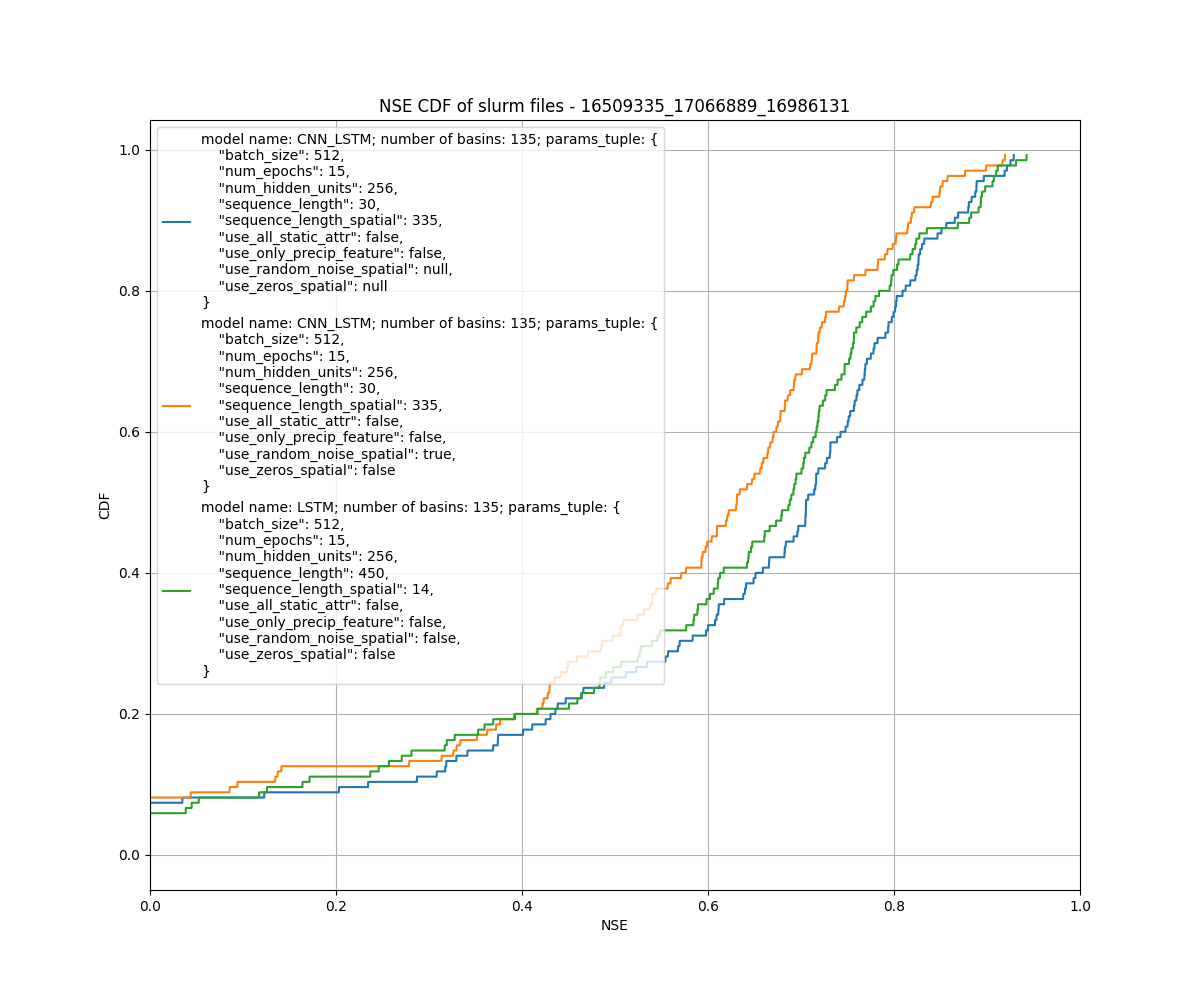 NSE CDF of slurm files - 16509335_17066889_16986131
model name: CNN_LSTM; number of basins: 135; params_tuple: {
"batch_size": 512,
"num_epochs": 15,
"num_hidden_units": 256,
"sequence_length": 30,
"sequence_length_spatial": 335,
"use_all_static_attr": false,
"use_only_precip_feature": false,
"use_random_noise_spatial": null,
"use_zeros_spatial": null
}
model name: CNN_LSTM; number of basins: 135; params_tuple: {
"batch_size": 512,
"num_epochs": 15,
"num_hidden_units": 256,
"sequence_length": 30,
"sequence_length_spatial": 335,
"use_all_static_attr": false,
"use_only_precip_feature": false,
"use_random_noise_spatial": true,
"use_zeros_spatial": false
}
model name: LSTM; number of basins: 135; params_tuple: {
"batch_size": 512,
"num_epochs": 15,
"num_hidden_units": 256,
"sequence_length": 450,
"sequence_length_spatial": 14,
"use_all_static_attr": false,
"use_only_precip_feature": false,
"use_random_noise_spatial": false,
"use_zeros_spatial": false
}
1.0
0.8
0.6
0.4
0.2
0.0
CDF
0.0 0.2 0.4 0.6 0.8 1.0
NSE